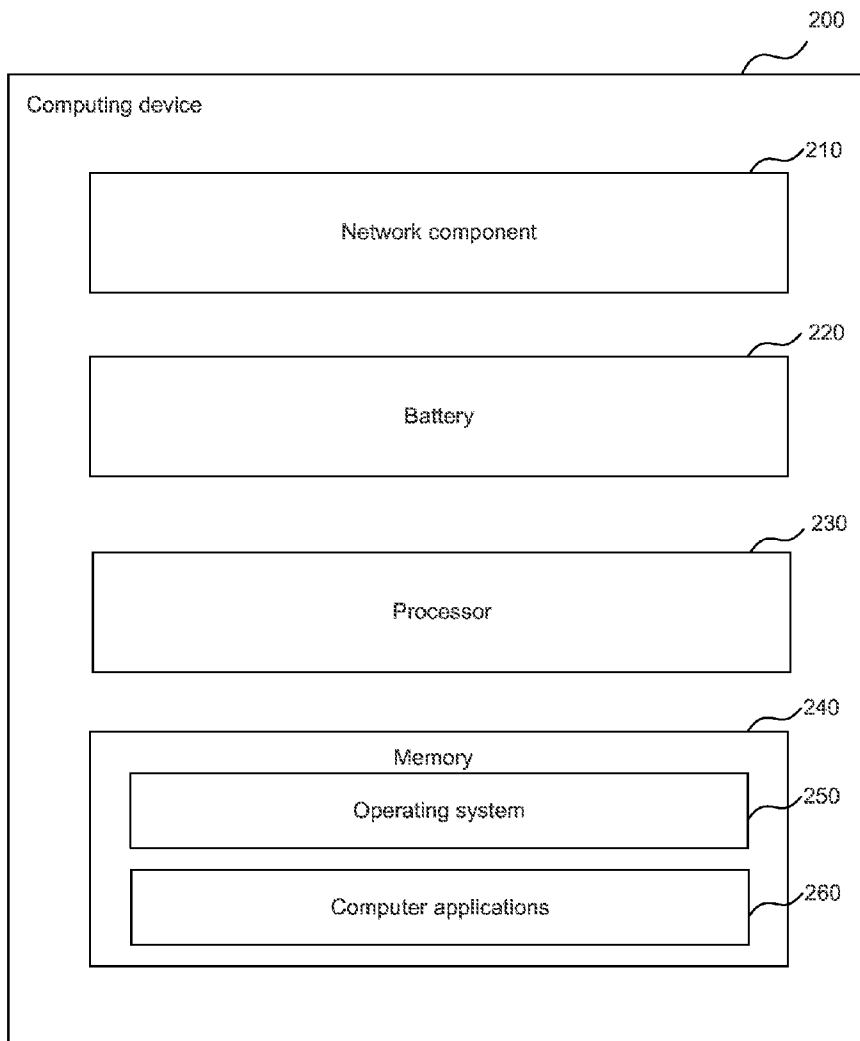 200
Computing device
210
Network component
220
Battery
230
Processor
240
Memory
Operating system
250
Computer applications
260